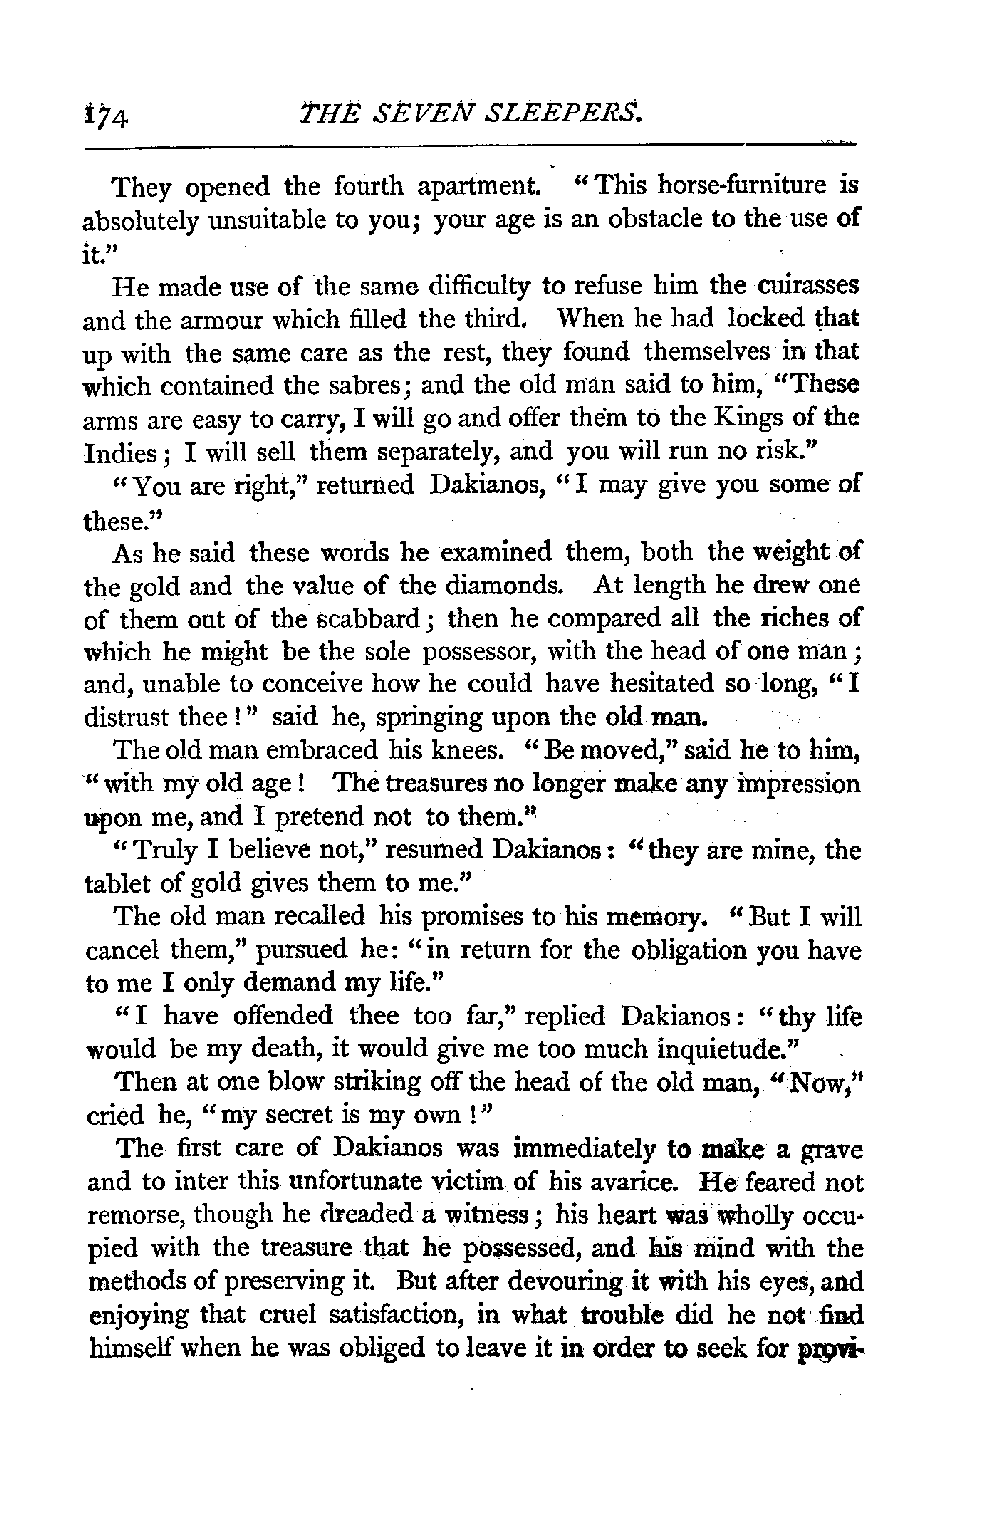 174 THE SEVEN SLEEPERS.
They opened the fourth apartment. “This horse-furniture is
absolutely unsuitable to you; your age is an obstacle to the use of
it.”
He made use of the same difficulty to refuse him the cuirasses
and the armour which filled the third. When he had locked that
up with the same care as the rest, they found themselves in that
which contained the sabres; and the old man said to him, “These
arms are easy to carry, I will go and offer them to the Kings of the
Indies; I will sell them separately, and you will run no risk.”
“You are right,” returned Dakianos, “I may give you some of
these.”
As he said these words he examined them, both the weight of
the gold and the value of the diamonds. At length he drew one
of them out of the scabbard; then he compared all the riches of
which he might be the sole possessor, with the head of one man;
and, unable to conceive how he could have hesitated so long, “I
distrust thee!” said he, springing upon the old man.
The old man embraced his knees. “Be moved,” said he to him,
“with my old age! The treasures no longer make any impression
upon me, and I pretend not to them.”
“Truly I believe not,” resumed Dakianos: “they are mine, the
tablet of gold gives them to me.”
The old man recalled his promises to his memory. “But I will
cancel them,” pursued he: “in return for the obligation you have
to me I only demand my life.”
“I have offended thee too far,” replied Dakianos: “thy life
would be my death, it would give me too much inquietude.”
Then at one blow striking off the head of the old man, “Now,”
cried he, “my secret is my own!”
The first care of Dakianos was immediately to make a grave
and to inter this unfortunate victim of his avarice. He feared not
remorse, though he dreaded a witness; his heart was wholly occu-
pied with the treasure that he possessed, and his mind with the
methods of preserving it. But after devouring it with his eyes, and
enjoying that cruel satisfaction, in what trouble did he not find
himself when he was obliged to leave it in order to seek for provi-